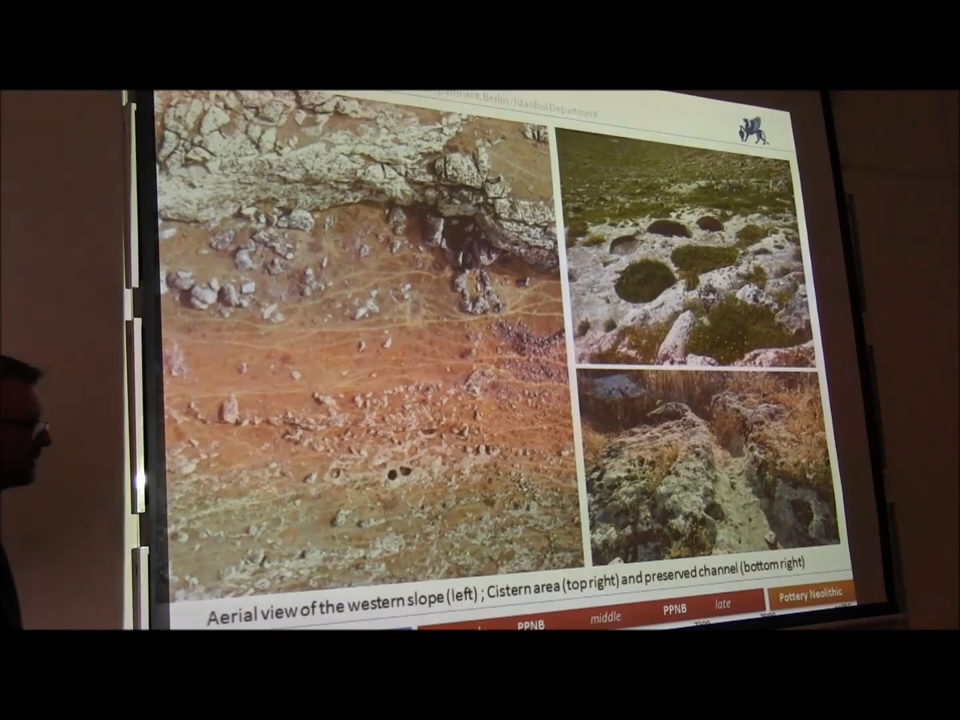 Berlin / Istanbul Department
Aerial view of the western slope (left) ; Cistern area (top right) and preserved channel (bottom right)
PPNB middle PPNB late Pottery Neolithic